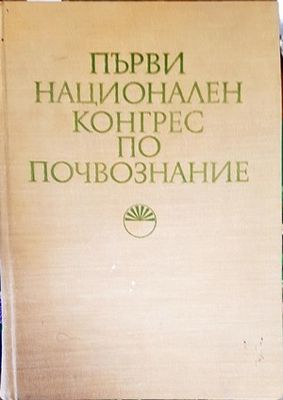 ПЪРВИ
НАЦИОНАЛЕН
КОНГРЕС
ПО
ПОЧВОЗНАНИЕ